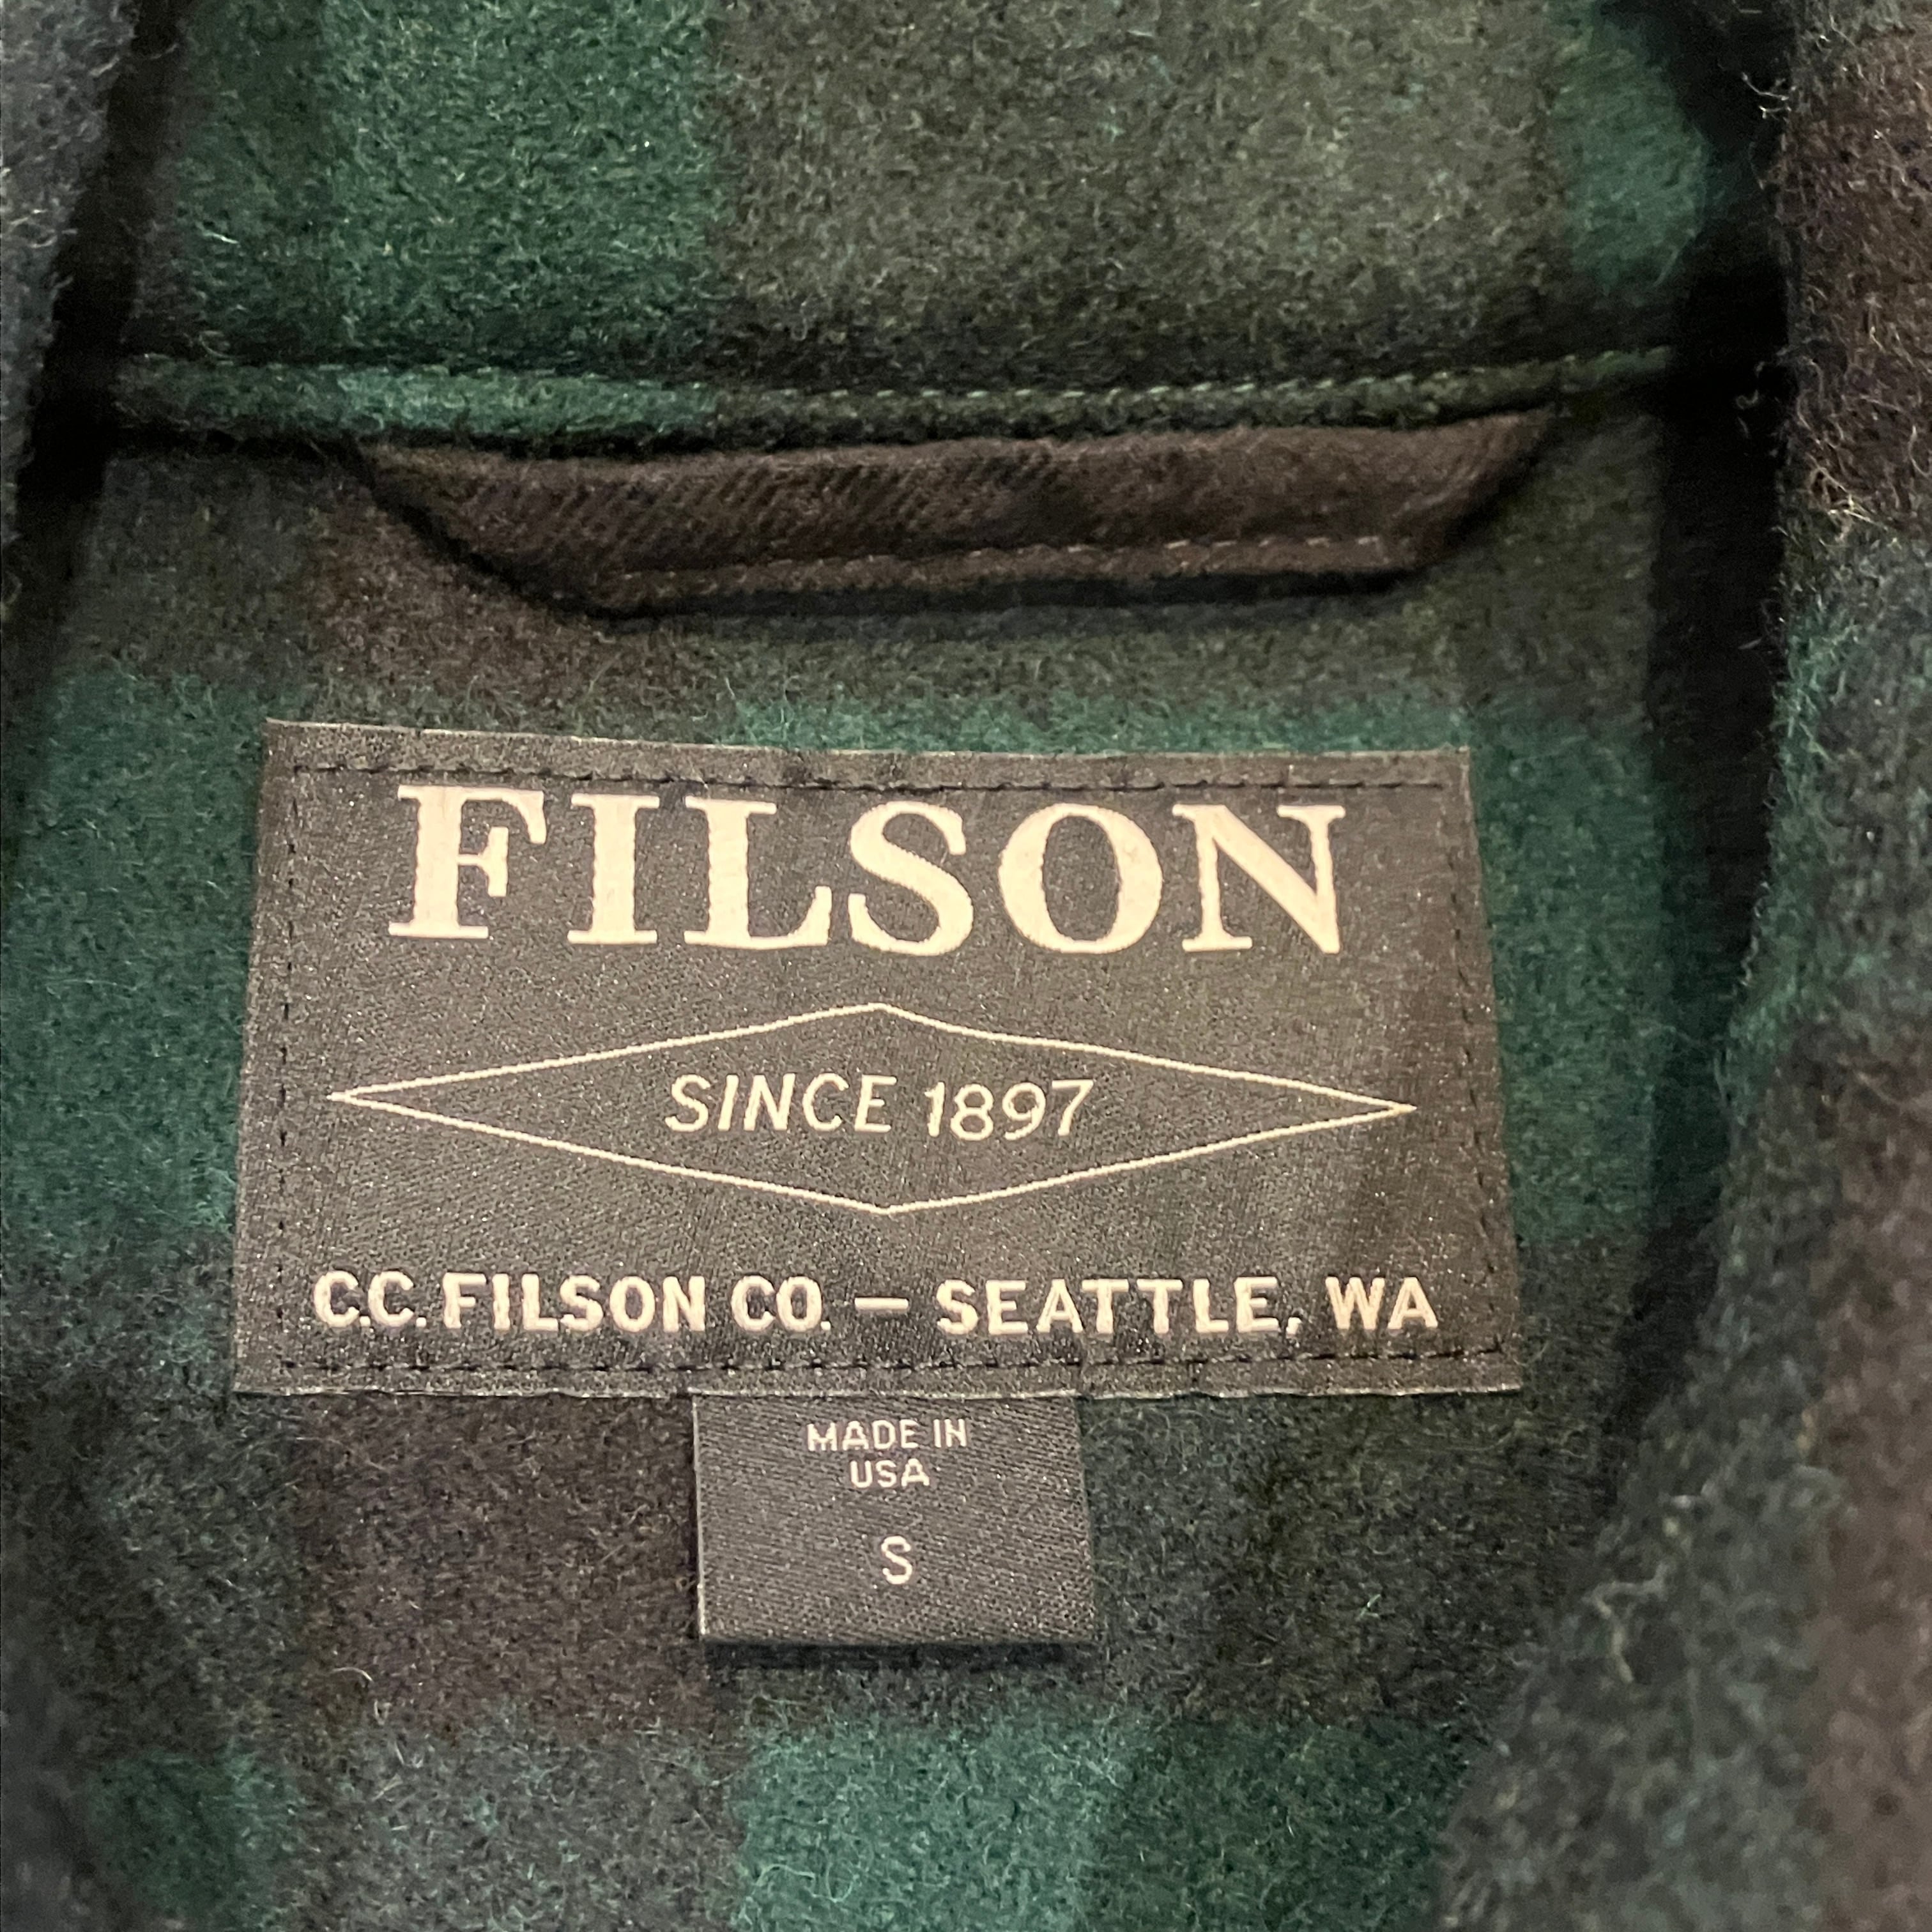 FILSON
SINCE 1897
C.C. FILSON CO. — SEATTLE, WA
MADE IN
USA
S